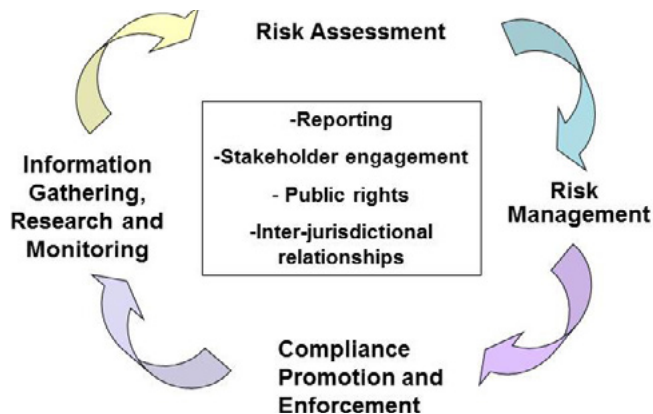 Risk Assessment
-Reporting
-Stakeholder engagement
- Public rights
-Inter-jurisdictional
relationships
Information
Gathering,
Research and
Monitoring
Risk
Management
Compliance
Promotion and
Enforcement